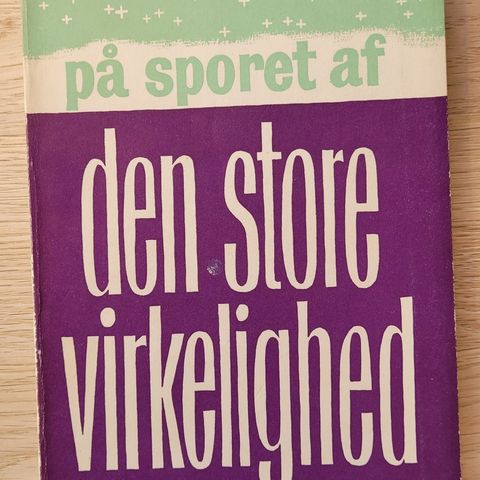 på sporet af
den store
virkelighed